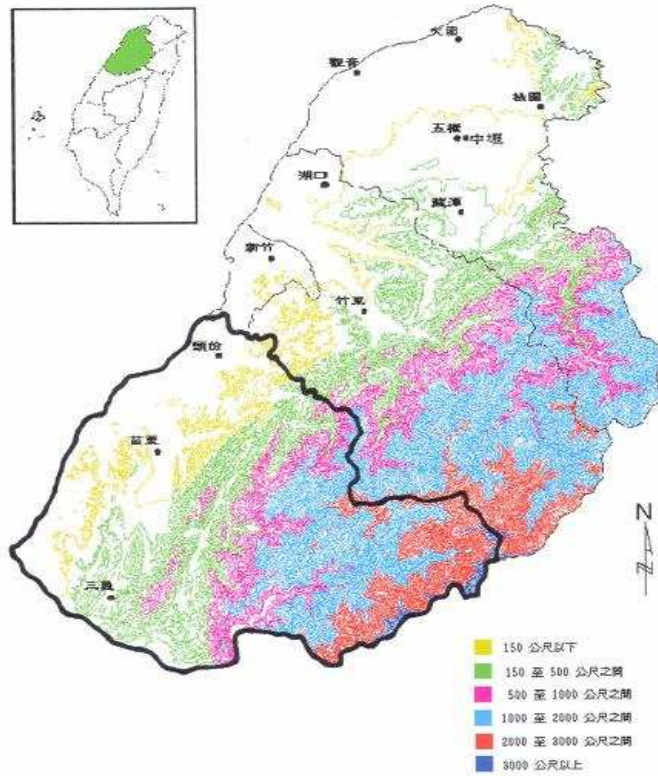 大園
觀音
桃園
五權
中壢
湖口
龍潭
新竹
竹東
頭份
苗栗
三義
N
150 公尺以下
150 至 500 公尺之間
500 至 1000 公尺之間
1000 至 2000 公尺之間
2000 至 3000 公尺之間
3000 公尺以上